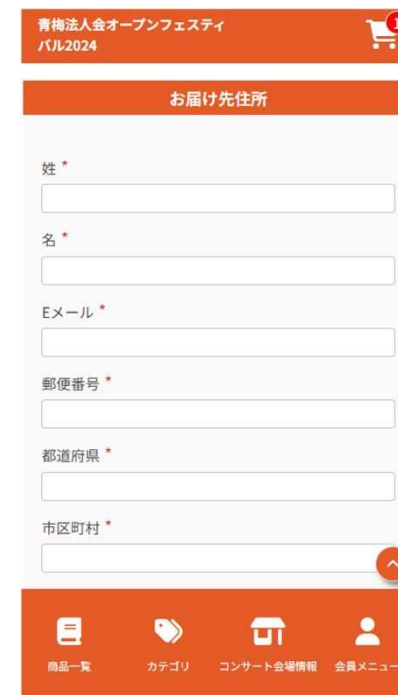 青梅法人会オープンフェスティ
バル2024
1
お届け先住所
姓 *
名 *
Eメール *
郵便番号 *
都道府県 *
市区町村 *
商品一覧
カテゴリ
コンサート会場情報
会員メニュー